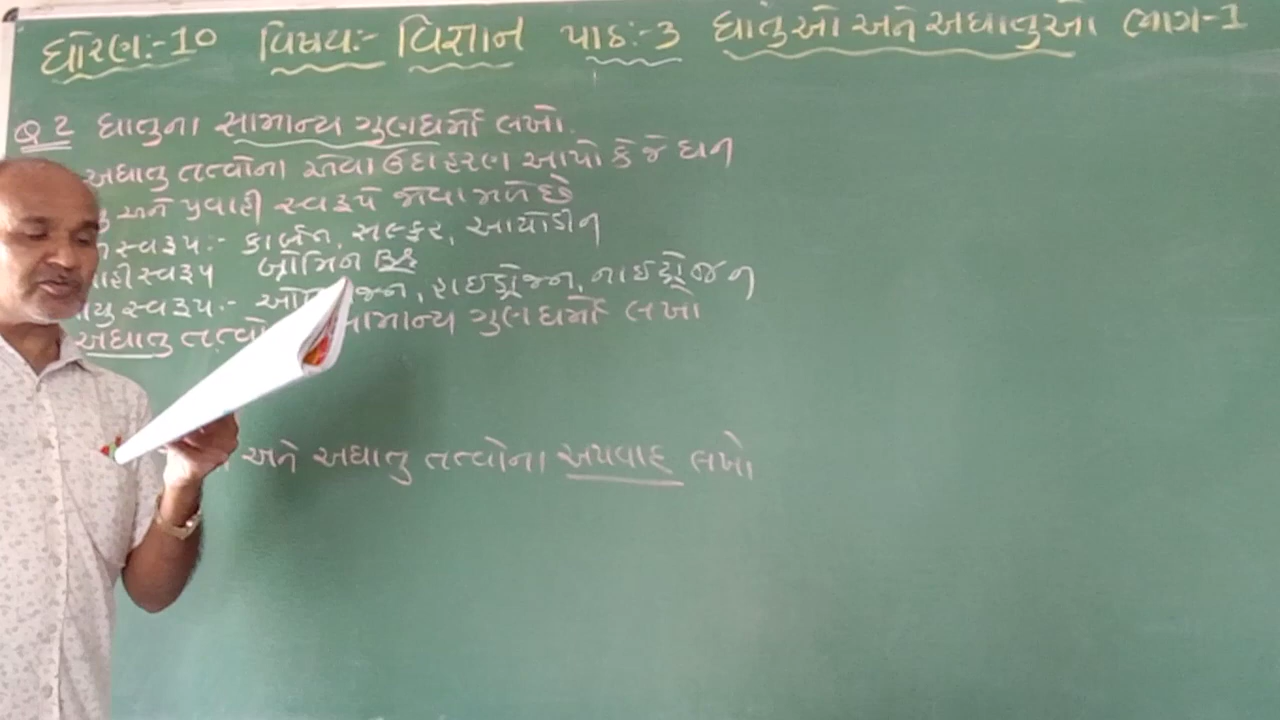 ધોરણ:-10 વિષય:- વિજ્ઞાન પાઠ:-3 ધાતુઓ અને અધાતુઓ ભાગ-1
Q 2 ધાતુના સામાન્ય ગુણધર્મો લખો.
અધાતુ તત્વોના એવા ઉદાહરણ આપો કે જે ઘન
અને પ્રવાહી સ્વરૂપે જોવા મળે છે
સ્વરૂપ:- કાર્બન, સલ્ફર, આયોડીન
સ્વરૂપ બ્રોમિન
સ્વરૂપ:- હાઇડ્રોજન, નાઇટ્રોજન
અધાતુ સામાન્ય ગુણધર્મો લખો
અને અધાતુ તત્વોના અપવાદ લખો